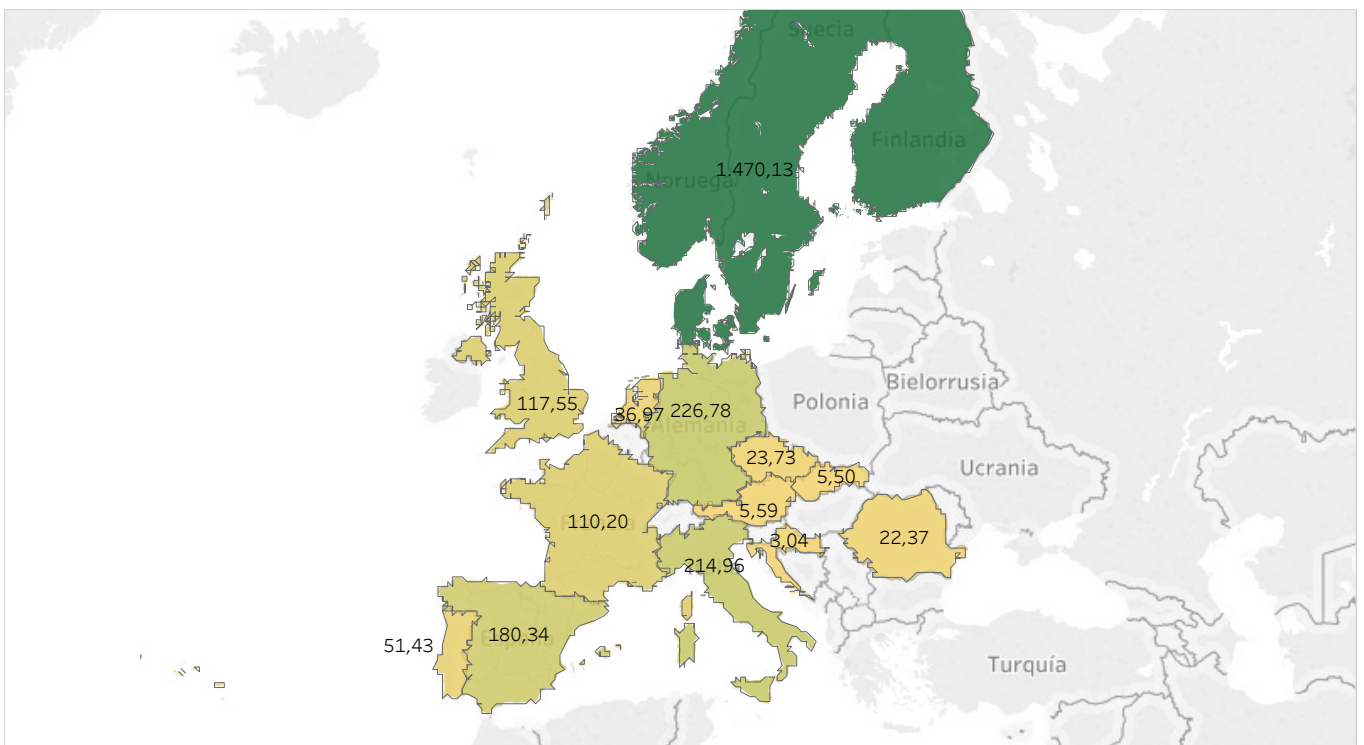 Suecia
Finlandia
1.470,13
Noruega
Bielorrusia
Polonia
117,55
36,97
226,78
Alemania
23,73
5,50
Ucrania
5,59
110,20
3,04
22,37
214,96
51,43
180,34
España
Turquía